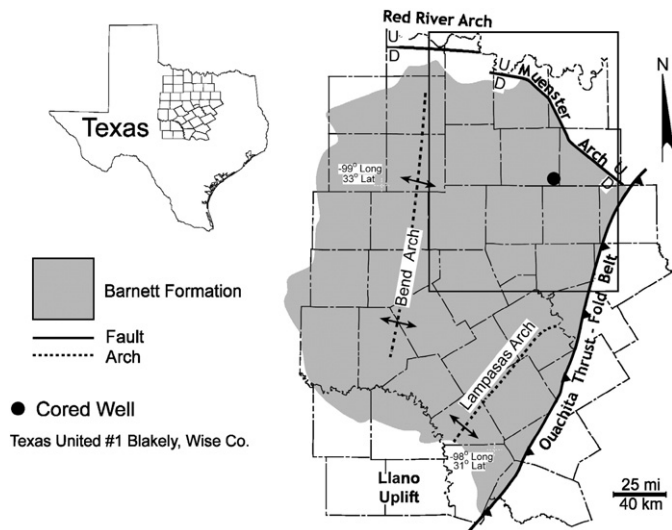 Red River Arch
U
D
U
D
Muenster
Arch
U
D
N
Texas
-99° Long
33° Lat
Bend Arch
Barnett Formation
Fault
Arch
Lampasas Arch
Ouachita Thrust - Fold Belt
Cored Well
Texas United #1 Blakely, Wise Co.
-98° Long
31° Lat
Llano
Uplift
25 mi
40 km